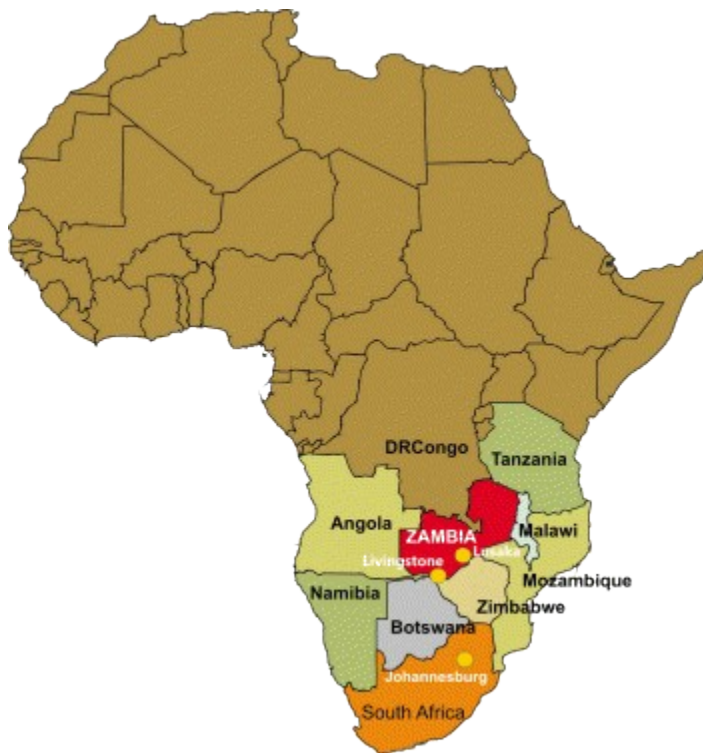 DRCongo
Tanzania
Angola
Malawi
ZAMBIA
Lusaka
Livingstone
Mozambique
Namibia
Zimbabwe
Botswana
Johannesburg
South Africa